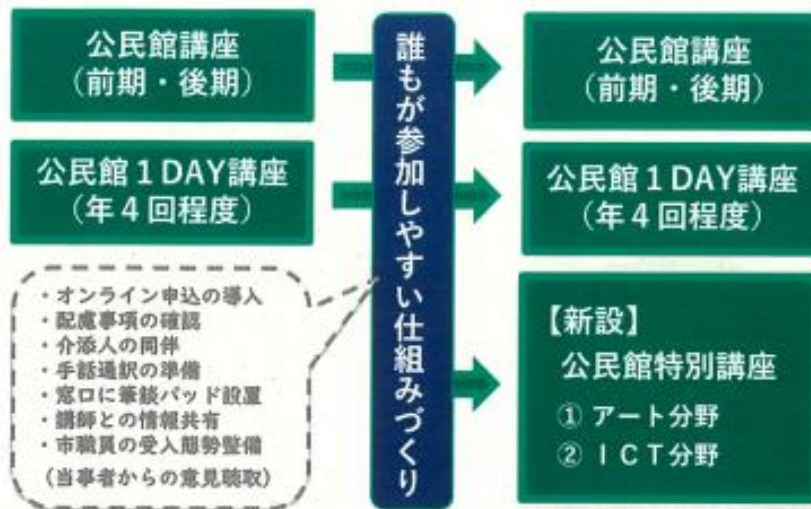 公民館講座
(前期・後期)
公民館1DAY講座
(年4回程度)
・オンライン申込の導入
・配慮事項の確認
・介添人の同伴
・手話通訳の準備
・窓口に筆談パッド設置
・講師との情報共有
・市職員の受入態勢整備
(当事者からの意見聴取)
誰もが参加しやすい仕組みづくり
公民館講座
(前期・後期)
公民館1DAY講座
(年4回程度)
【新設】
公民館特別講座
① アート分野
② ICT分野